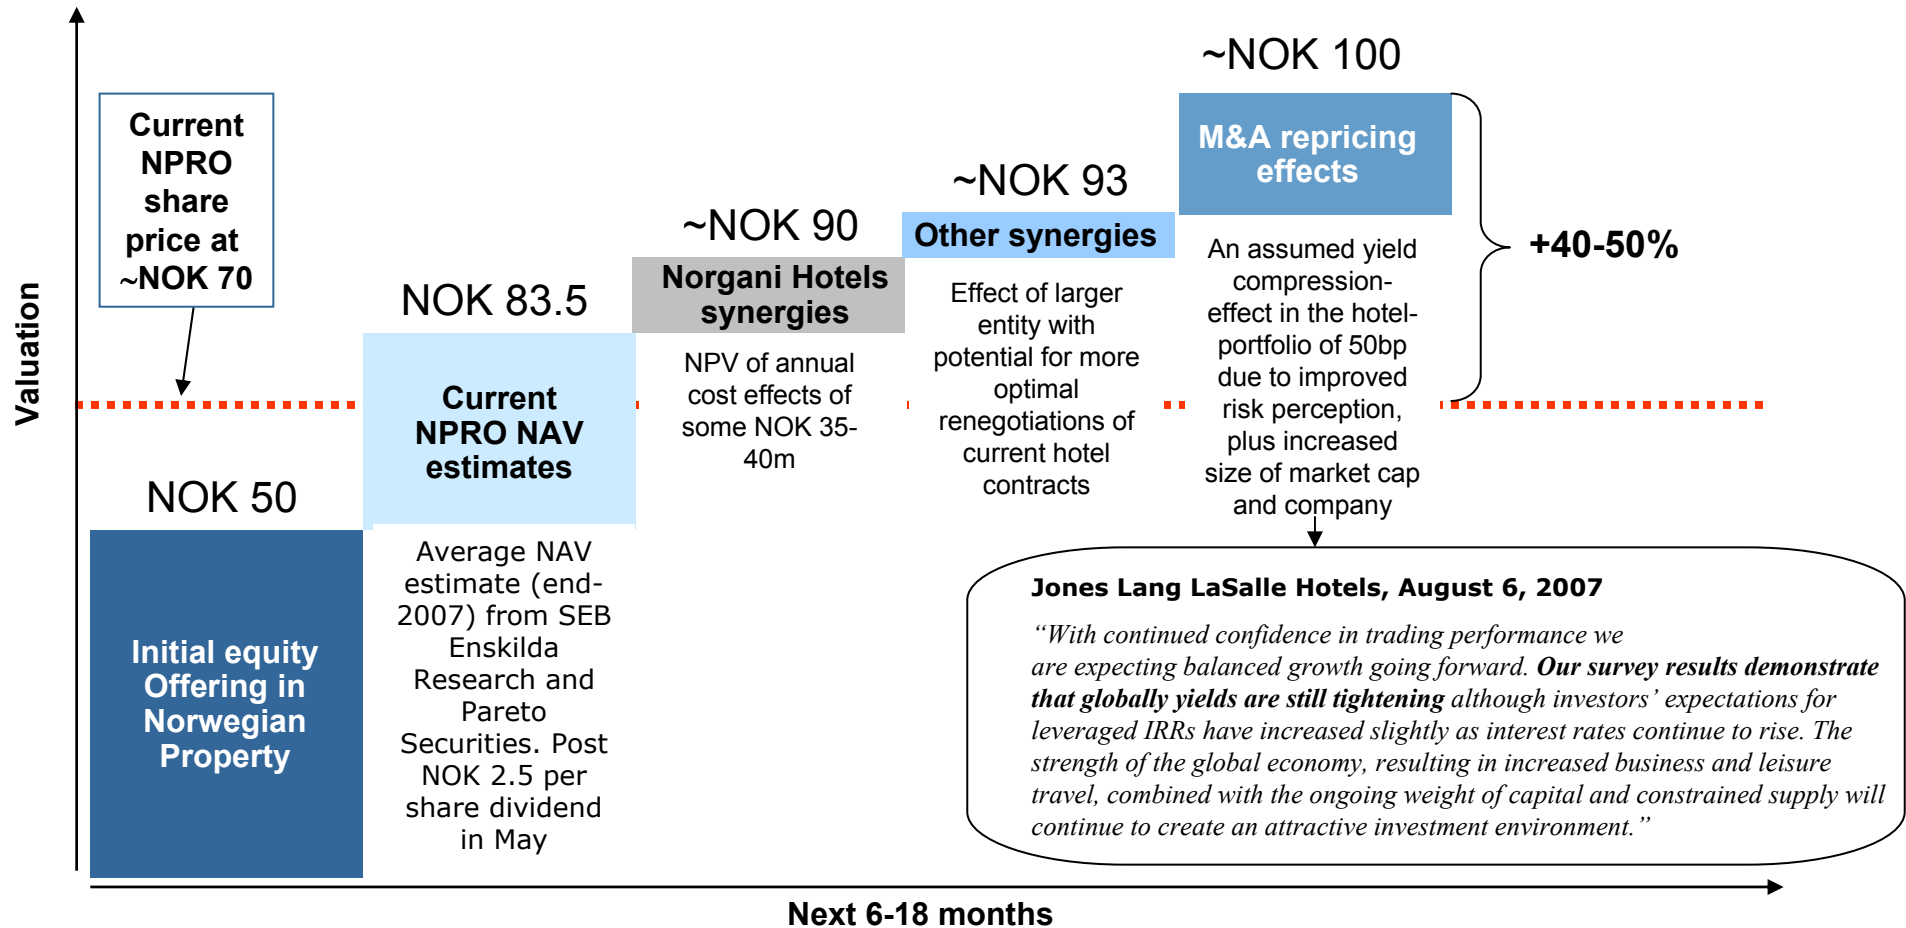 ~NOK 100
Current
NPRO
share
price at
~NOK 70
M&A repricing
effects
~NOK 93
~NOK 90
Other synergies
+40-50%
NOK 83.5
Norgani Hotels
synergies
An assumed yield
compression-
effect in the hotel-
portfolio of 50bp
due to improved
risk perception,
plus increased
size of market cap
and company
Effect of larger
entity with
potential for more
optimal
renegotiations of
current hotel
contracts
NPV of annual
cost effects of
some NOK 35-
40m
Valuation
Current
NPRO NAV
estimates
NOK 50
Average NAV
estimate (end-
2007) from SEB
Enskilda
Research and
Pareto
Securities. Post
NOK 2.5 per
share dividend
in May
Initial equity
Offering in
Norwegian
Property
Jones Lang LaSalle Hotels, August 6, 2007
“With continued confidence in trading performance we
are expecting balanced growth going forward. Our survey results demonstrate
that globally yields are still tightening although investors’ expectations for
leveraged IRRs have increased slightly as interest rates continue to rise. The
strength of the global economy, resulting in increased business and leisure
travel, combined with the ongoing weight of capital and constrained supply will
continue to create an attractive investment environment.”
Next 6-18 months